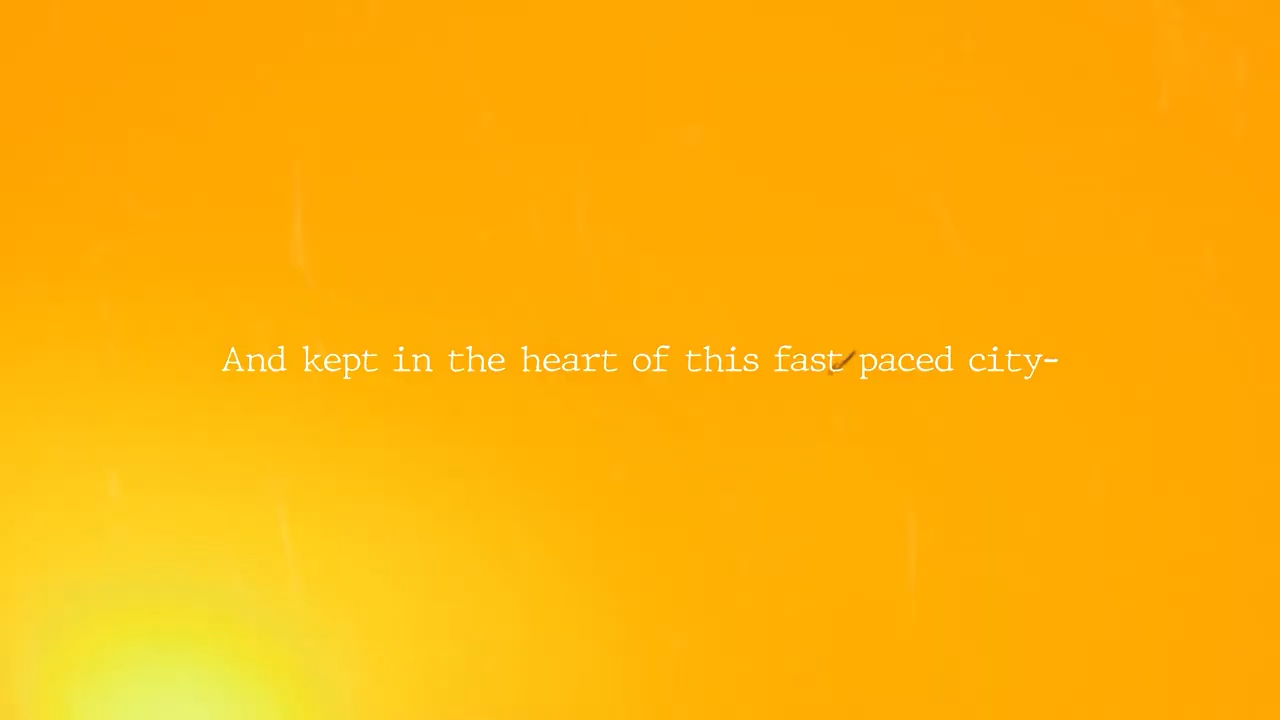 And kept in the heart of this fast paced city-